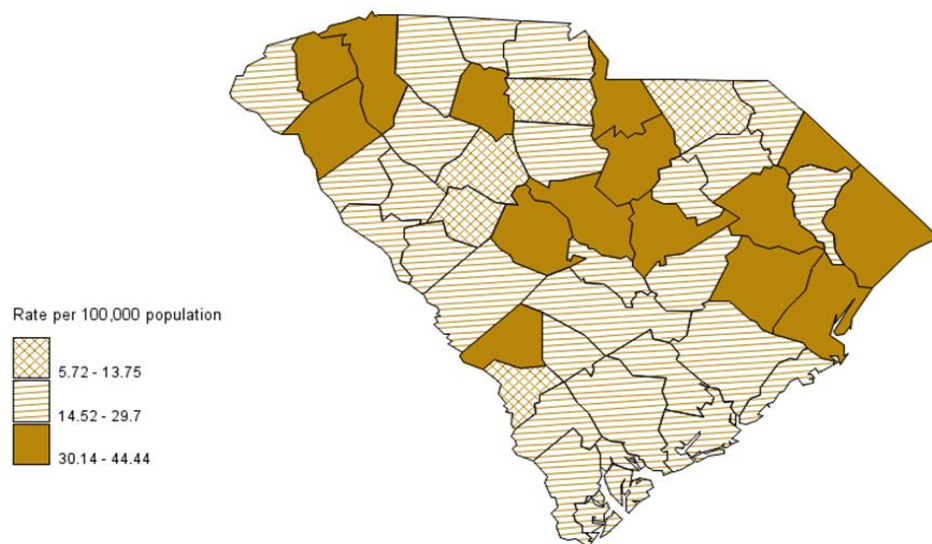 Rate per 100,000 population
5.72 - 13.75
14.52 - 29.7
30.14 - 44.44